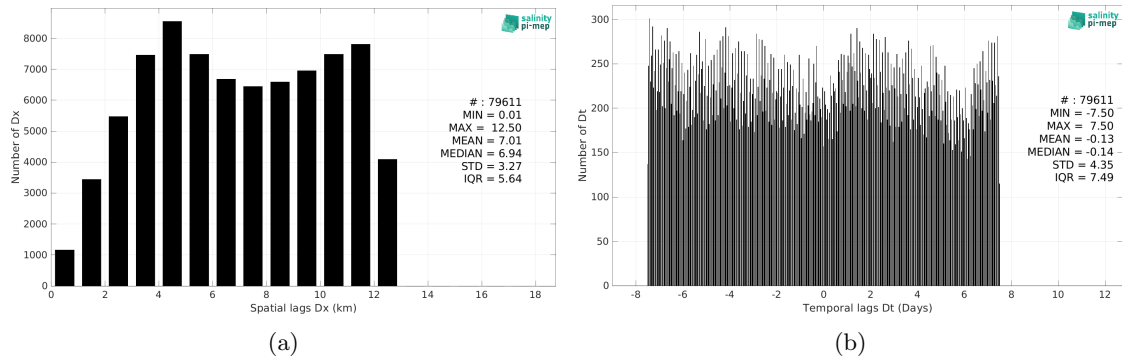 salinity
pi-mep
8000
7000
6000
5000
4000
3000
2000
1000
0
Number of Dx
# : 79611
MIN = 0.01
MAX = 12.50
MEAN = 7.01
MEDIAN = 6.94
STD = 3.27
IQR = 5.64
0 2 4 6 8 10 12 14 16 18
Spatial lags Dx (km)
(a)
salinity
pi-mep
300
250
200
150
100
50
0
Number of Dt
# : 79611
MIN = -7.50
MAX = 7.50
MEAN = -0.13
MEDIAN = -0.14
STD = 4.35
IQR = 7.49
-8 -6 -4 -2 0 2 4 6 8 10 12
Temporal lags Dt (Days)
(b)